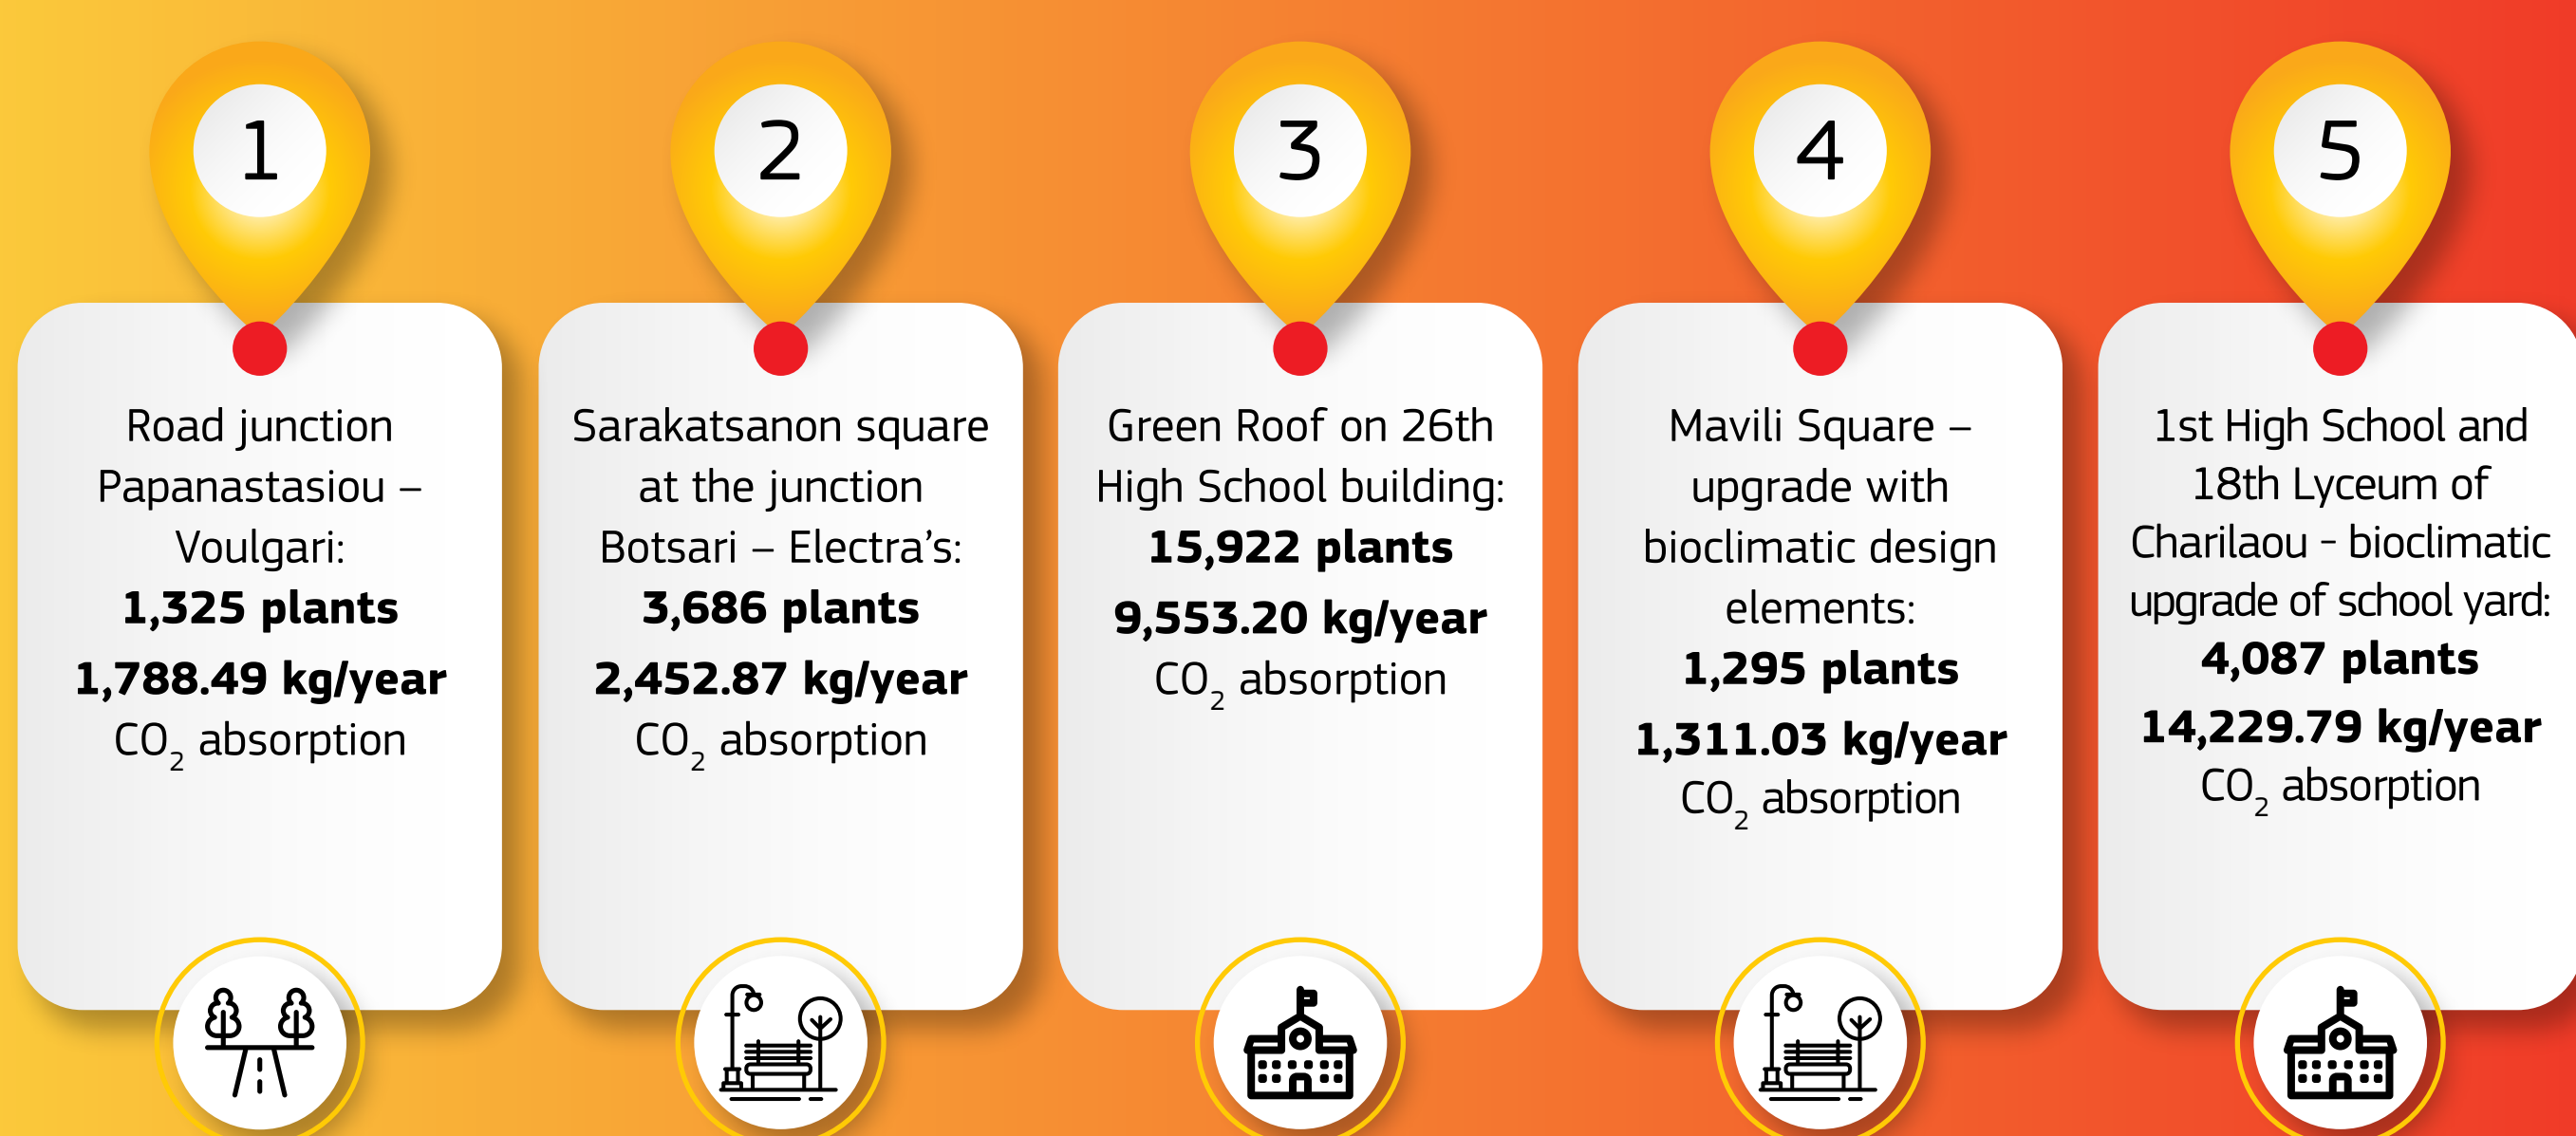 1
Road junction
Papanastasiou –
Voulgari:
1,325 plants
1,788.49 kg/year
CO₂ absorption
2
Sarakatsanon square
at the junction
Botsari – Electra’s:
3,686 plants
2,452.87 kg/year
CO₂ absorption
3
Green Roof on 26th
High School building:
15,922 plants
9,553.20 kg/year
CO₂ absorption
4
Mavili Square –
upgrade with
bioclimatic design
elements:
1,295 plants
1,311.03 kg/year
CO₂ absorption
5
1st High School and
18th Lyceum of
Charilaou - bioclimatic
upgrade of school yard:
4,087 plants
14,229.79 kg/year
CO₂ absorption